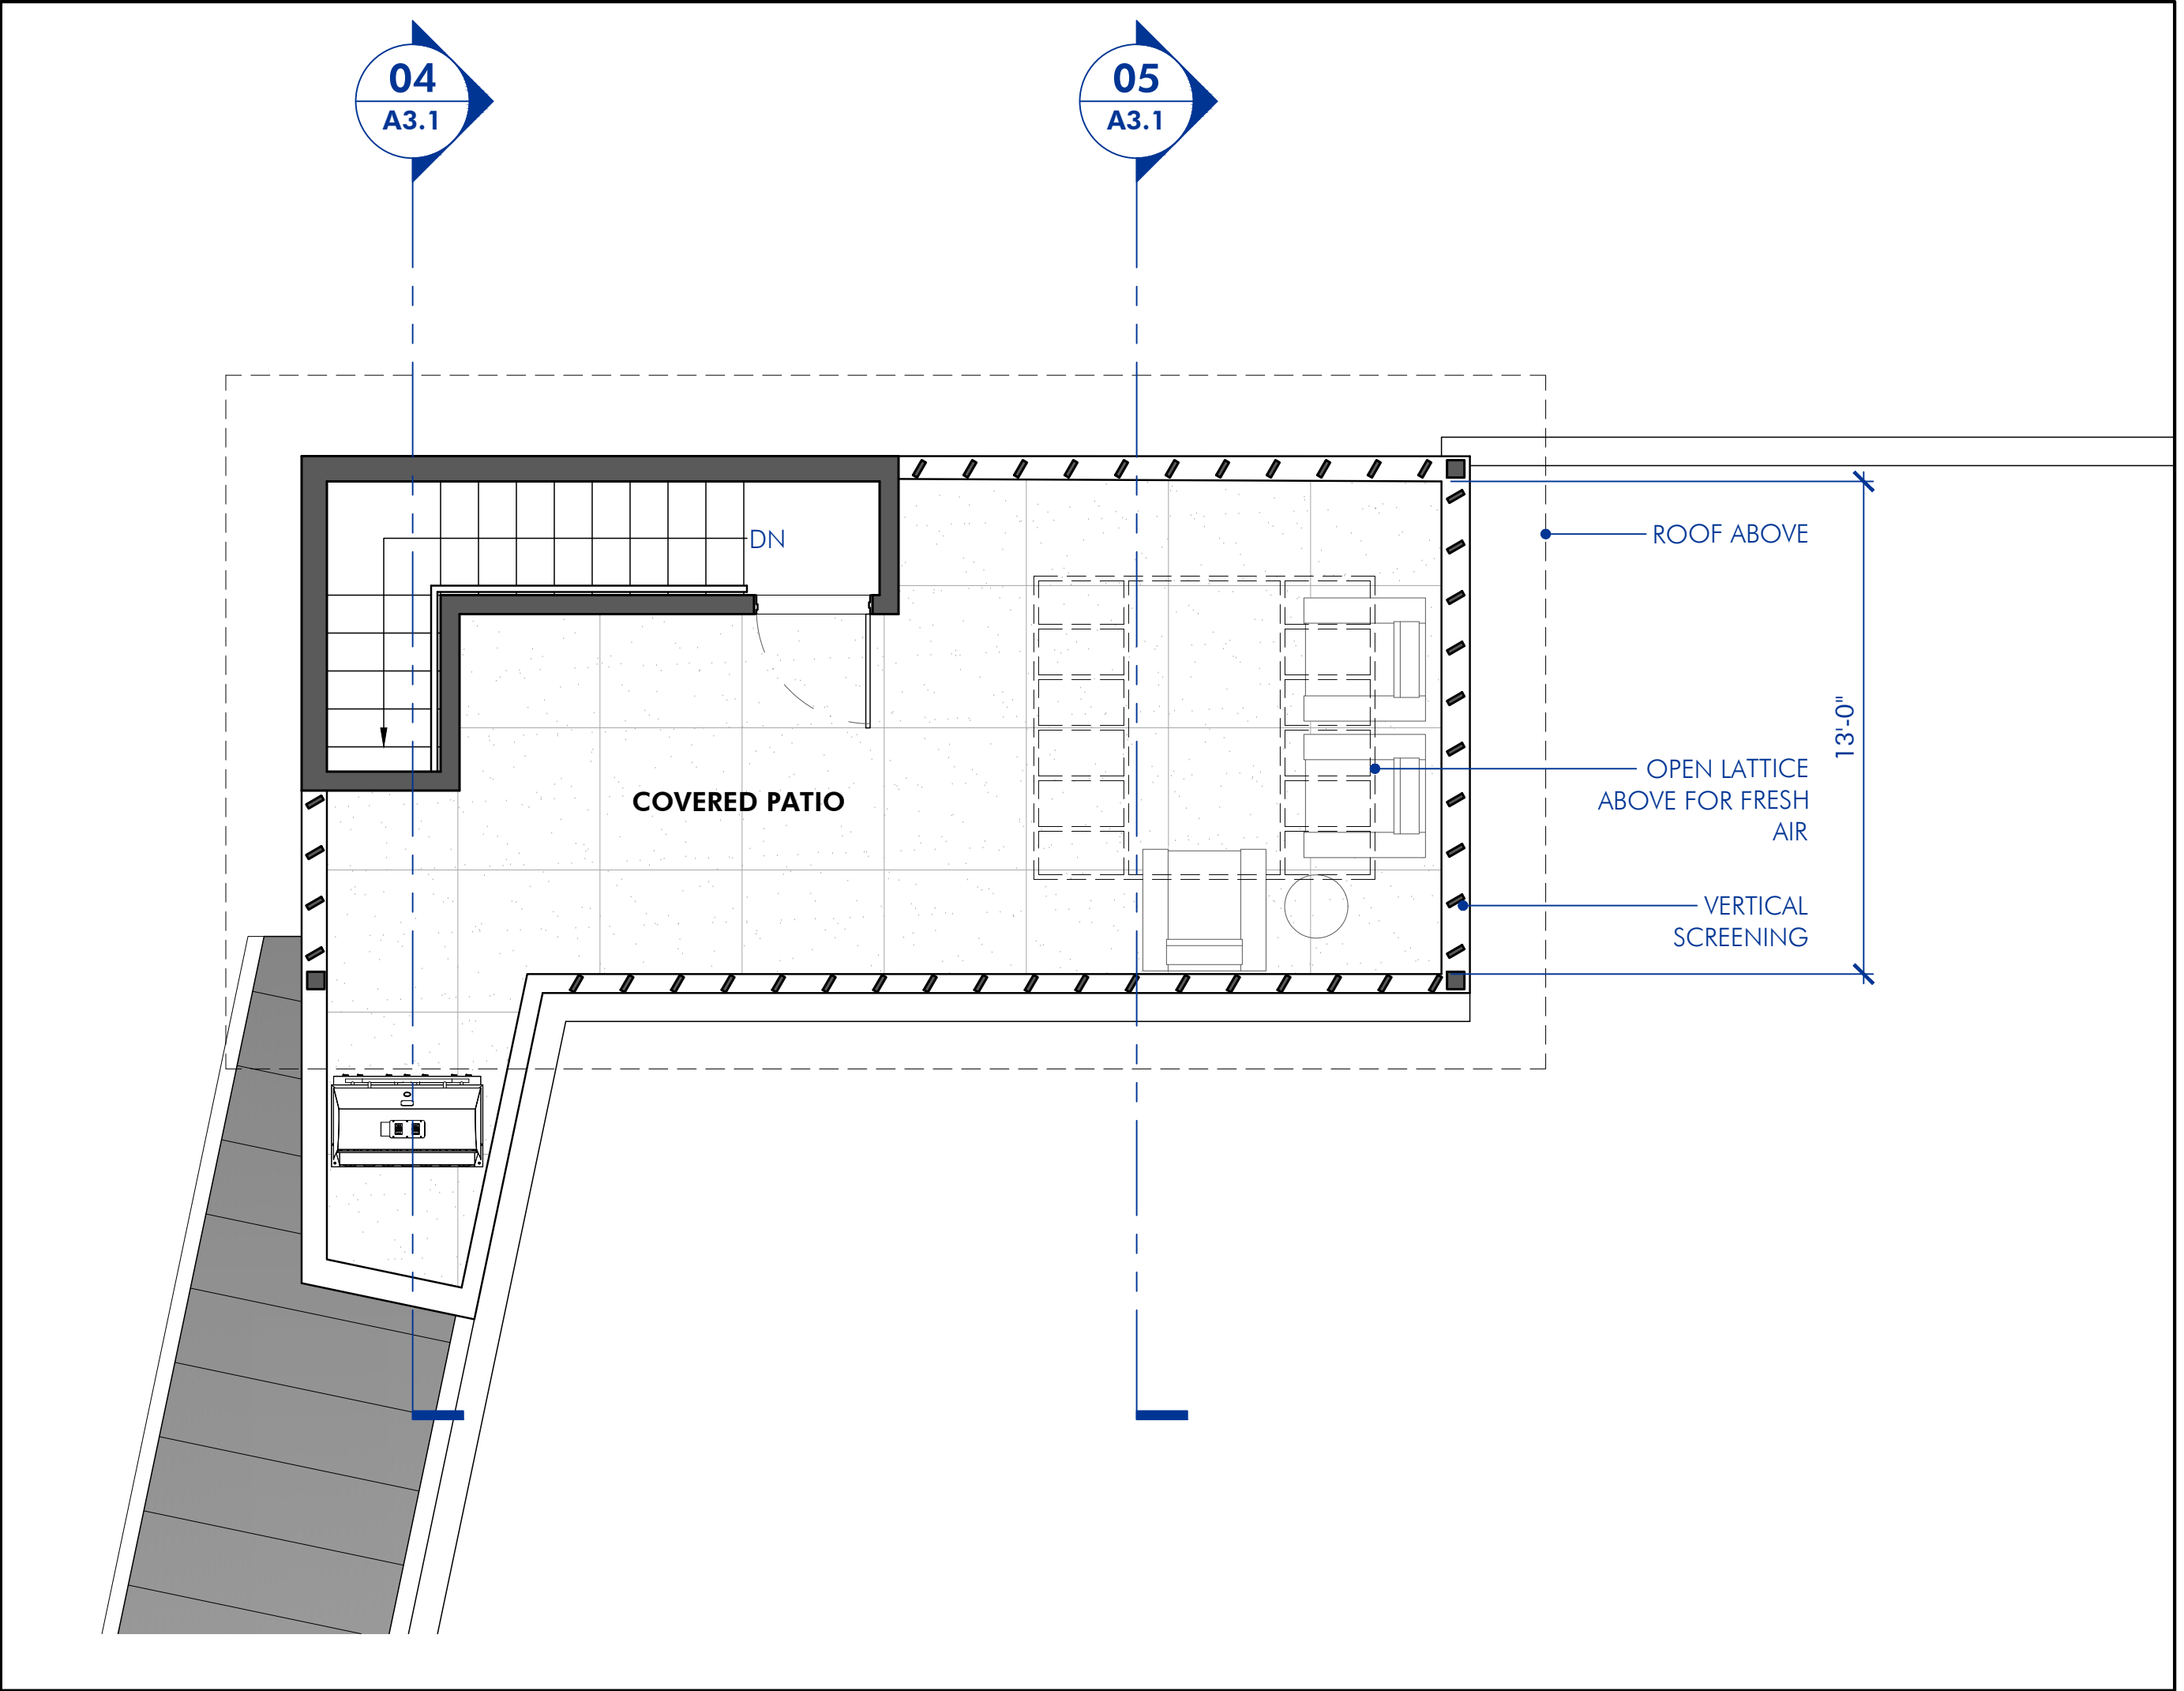 04
A3.1
05
A3.1
DN
ROOF ABOVE
13'-0"
OPEN LATTICE
ABOVE FOR FRESH
AIR
COVERED PATIO
VERTICAL
SCREENING